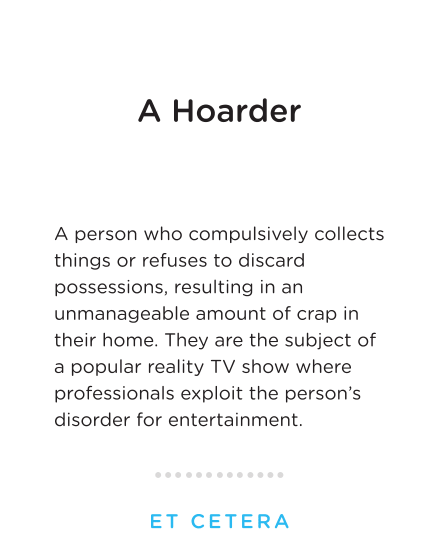 A Hoarder
A person who compulsively collects
things or refuses to discard
possessions, resulting in an
unmanageable amount of crap in
their home. They are the subject of
a popular reality TV show where
professionals exploit the person’s
disorder for entertainment.
ET CETERA